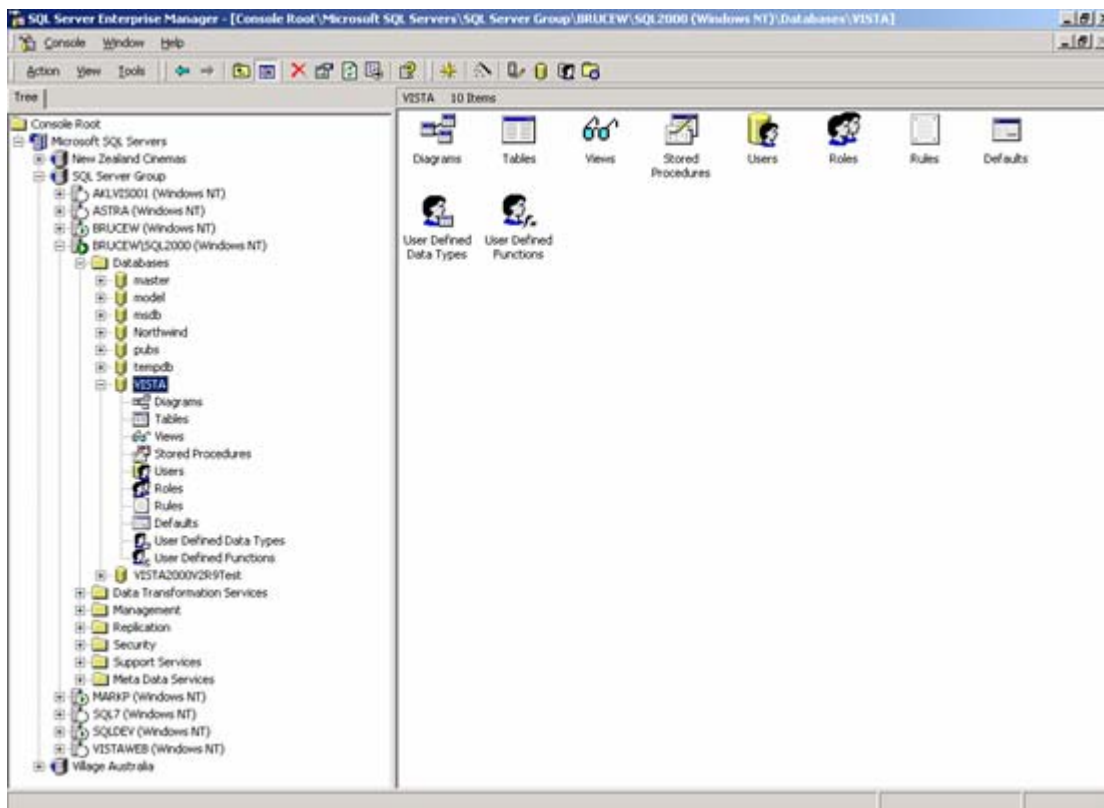 SQL Server Enterprise Manager - [Console Root\Microsoft SQL Servers\SQL Server Group\BRUCEW\SQL2000 (Windows NT)\Databases\VISTA]
Console Window Help
Action View Tools
Tree
VISTA 10 Items
Console Root
Microsoft SQL Servers
New Zealand Cinemas
SQL Server Group
AKLVIS001 (Windows NT)
ASTRA (Windows NT)
BRUCEW (Windows NT)
BRUCEW\SQL2000 (Windows NT)
Databases
master
model
msdb
Northwind
pubs
tempdb
VISTA
Diagrams
Tables
Views
Stored Procedures
Users
Roles
Rules
Defaults
User Defined Data Types
User Defined Functions
VISTA2000V2R9Test
Data Transformation Services
Management
Replication
Security
Support Services
Meta Data Services
MARKP (Windows NT)
SQL7 (Windows NT)
SQLDEV (Windows NT)
VISTAWEB (Windows NT)
Village Australia
Diagrams
Tables
Views
Stored
Procedures
Users
Roles
Rules
Defaults
User Defined
Data Types
User Defined
Functions